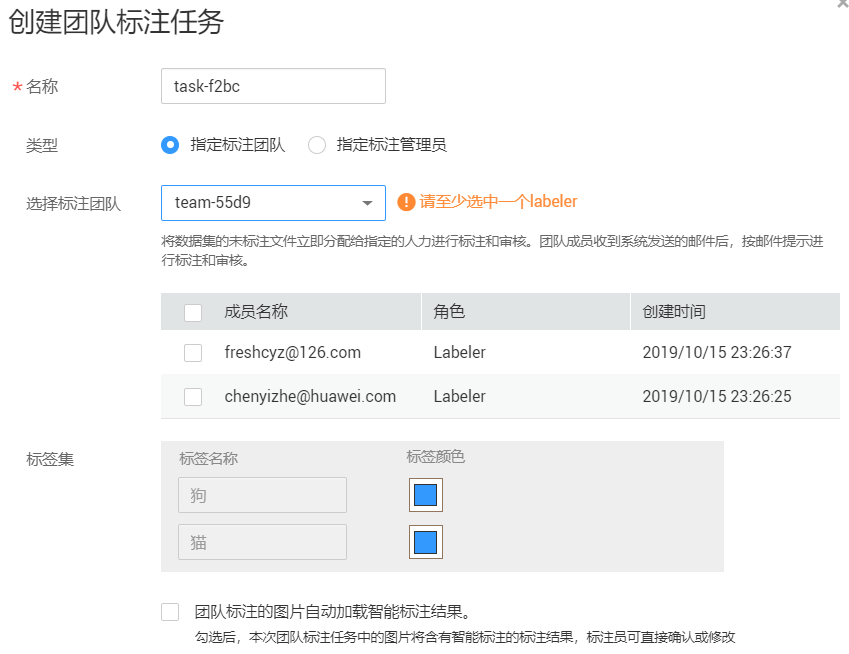 创建团队标注任务
* 名称 task-f2bc
类型 指定标注团队 指定标注管理员
选择标注团队 team-55d9 请至少选中一个labeler
将数据集的未标注文件立即分配给指定的人力进行标注和审核。团队成员收到系统发送的邮件后，按邮件提示进
行标注和审核。
成员名称 角色 创建时间
freshcyz@126.com Labeler 2019/10/15 23:26:37
chenyizhe@huawei.com Labeler 2019/10/15 23:26:25
标签集 标签名称 标签颜色
狗
猫
团队标注的图片自动加载智能标注结果。
勾选后，本次团队标注任务中的图片将含有智能标注的标注结果，标注员可直接确认或修改